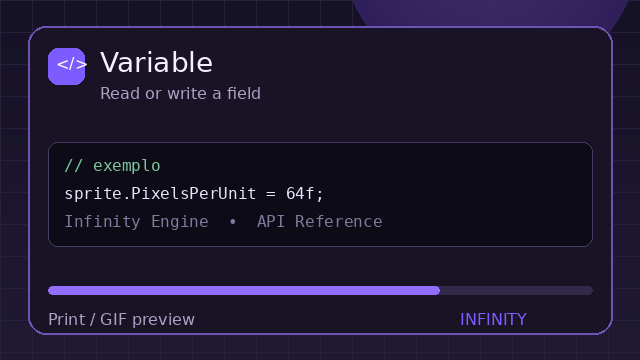 </>
Variable
Read or write a field
// exemplo
sprite.PixelsPerUnit = 64f;
Infinity Engine • API Reference
Print / GIF preview
INFINITY